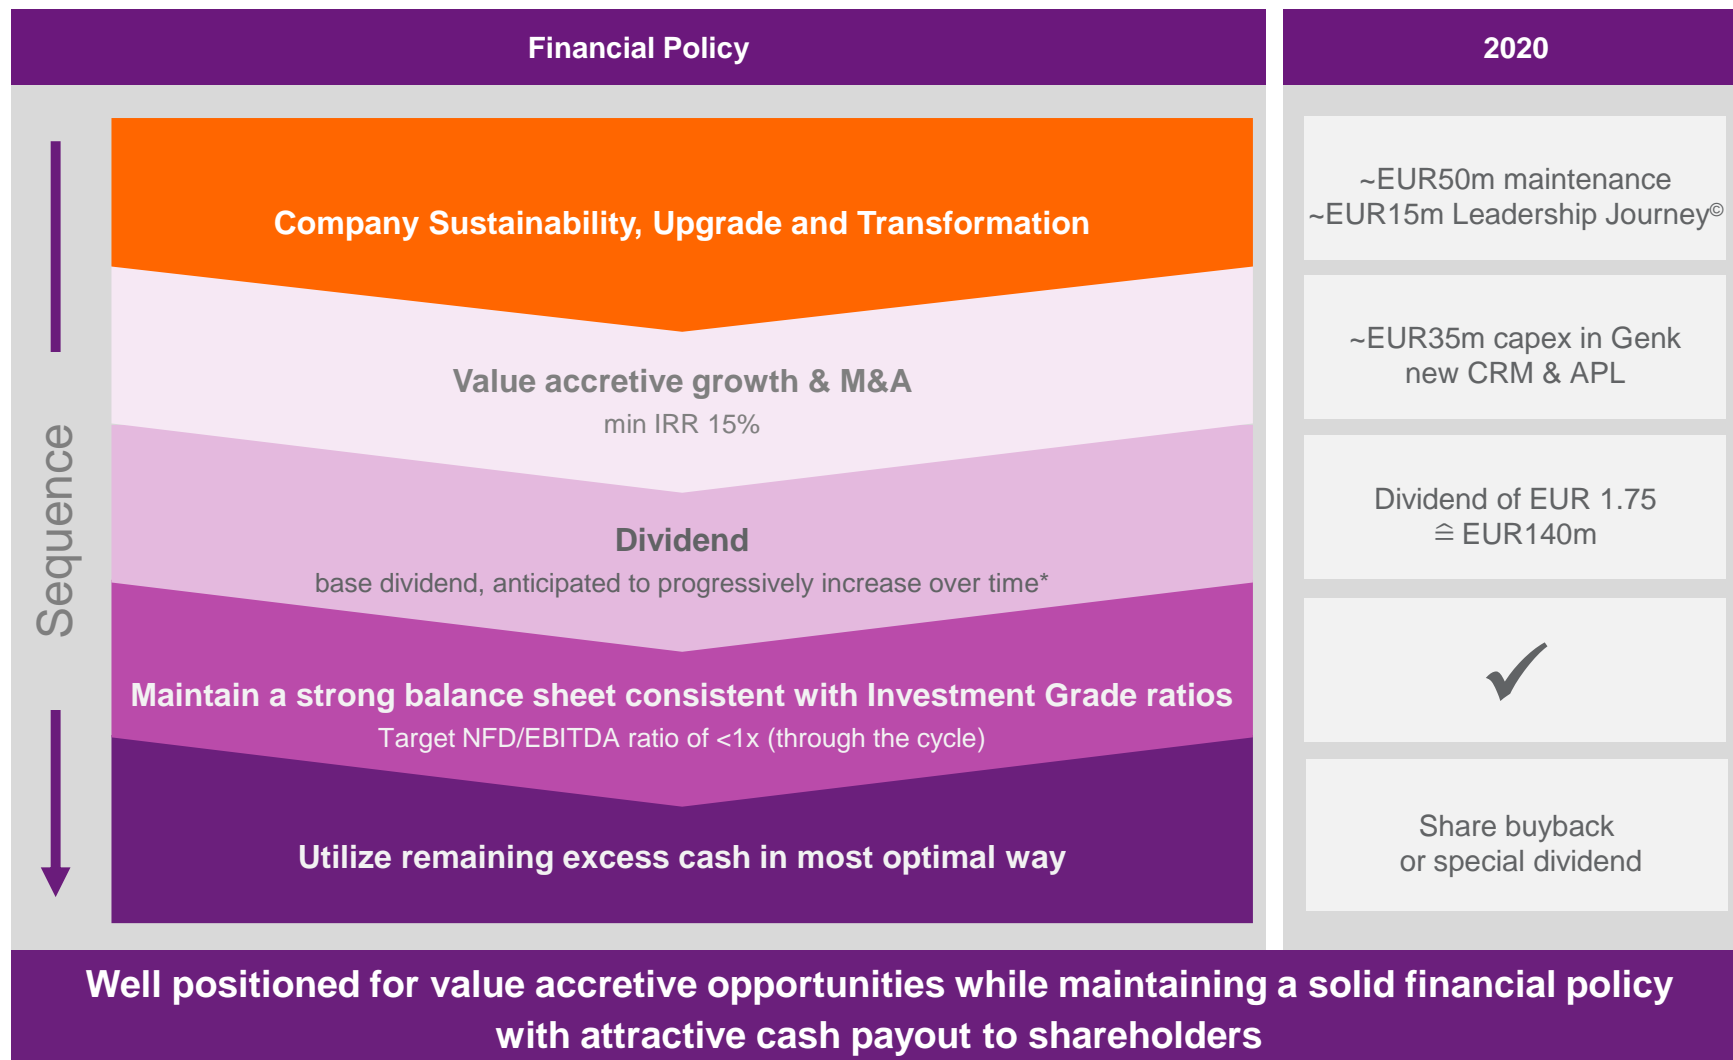 Financial Policy
2020
Sequence
Company Sustainability, Upgrade and Transformation
~EUR50m maintenance
~EUR15m Leadership Journey©
Value accretive growth & M&A
min IRR 15%
~EUR35m capex in Genk
new CRM & APL
Dividend
base dividend, anticipated to progressively increase over time*
Dividend of EUR 1.75
≙ EUR140m
Maintain a strong balance sheet consistent with Investment Grade ratios
Target NFD/EBITDA ratio of <1x (through the cycle)
✓
Utilize remaining excess cash in most optimal way
Share buyback
or special dividend
Well positioned for value accretive opportunities while maintaining a solid financial policy
with attractive cash payout to shareholders